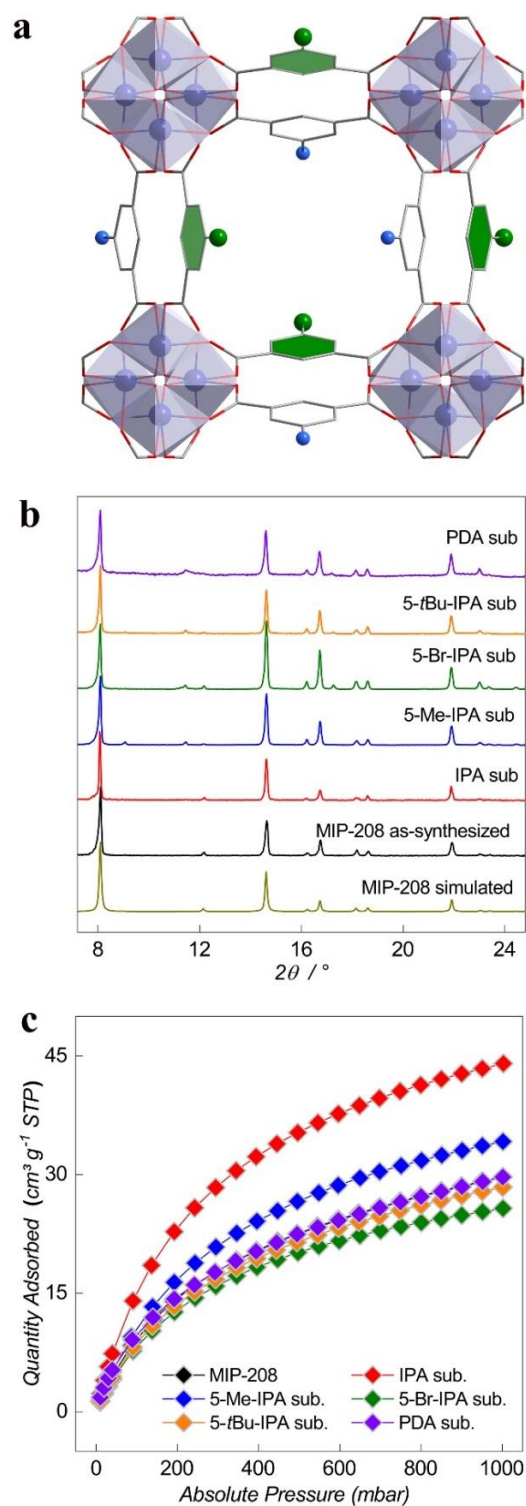 a
b
PDA sub
5-tBu-IPA sub
5-Br-IPA sub
5-Me-IPA sub
IPA sub
MIP-208 as-synthesized
MIP-208 simulated
8 12 16 20 24
2θ / °
c
Quantity Adsorbed (cm³ g⁻¹ STP)
45
30
15
0
MIP-208 IPA sub.
5-Me-IPA sub. 5-Br-IPA sub.
5-tBu-IPA sub. PDA sub.
0 200 400 600 800 1000
Absolute Pressure (mbar)